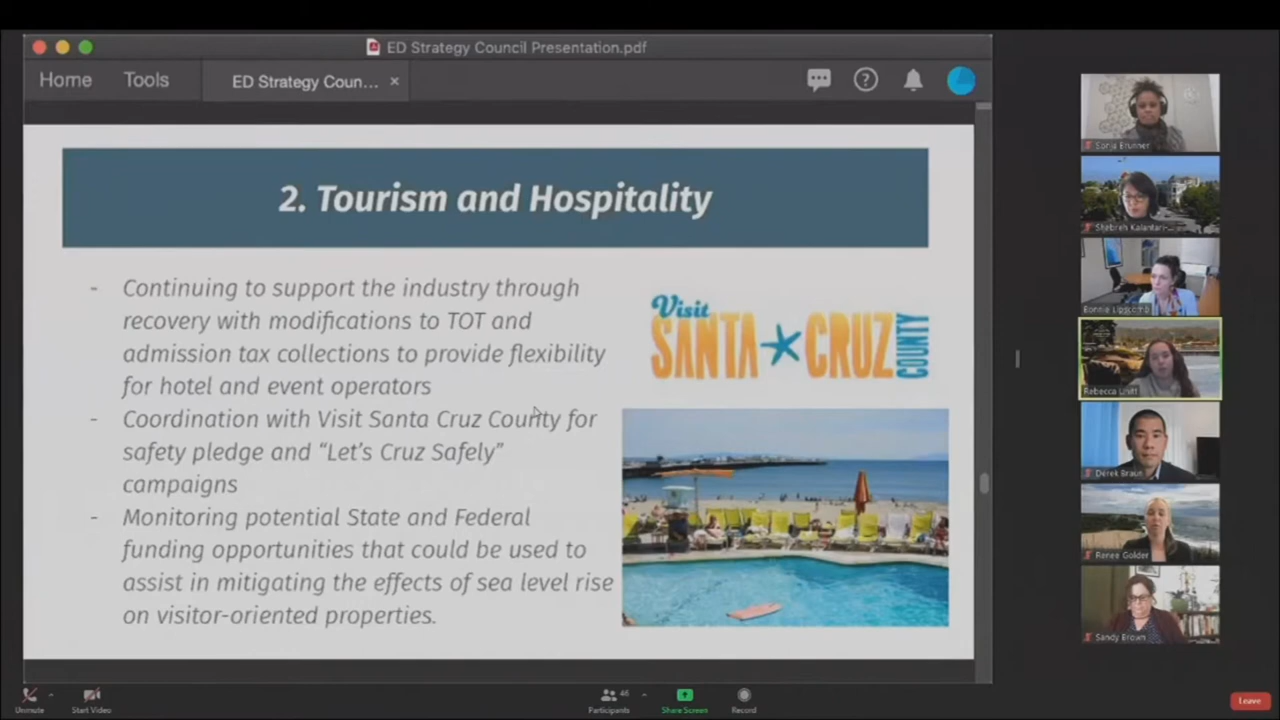 ED Strategy Council Presentation.pdf
Home
Tools
ED Strategy Coun... ×
2. Tourism and Hospitality
- Continuing to support the industry through
recovery with modifications to TOT and
admission tax collections to provide flexibility
for hotel and event operators
- Coordination with Visit Santa Cruz County for
safety pledge and “Let’s Cruz Safely”
campaigns
- Monitoring potential State and Federal
funding opportunities that could be used to
assist in mitigating the effects of sea level rise
on visitor-oriented properties.
Visit
SANTA CRUZ
COUNTY
Sonja Brunner
Shebreh Kalantari-...
Bonnie Lipscomb
Rebecca Unitt
Derek Braun
Renee Golder
Sandy Brown
Unmute
Start Video
46
Participants
Share Screen
Record
Leave